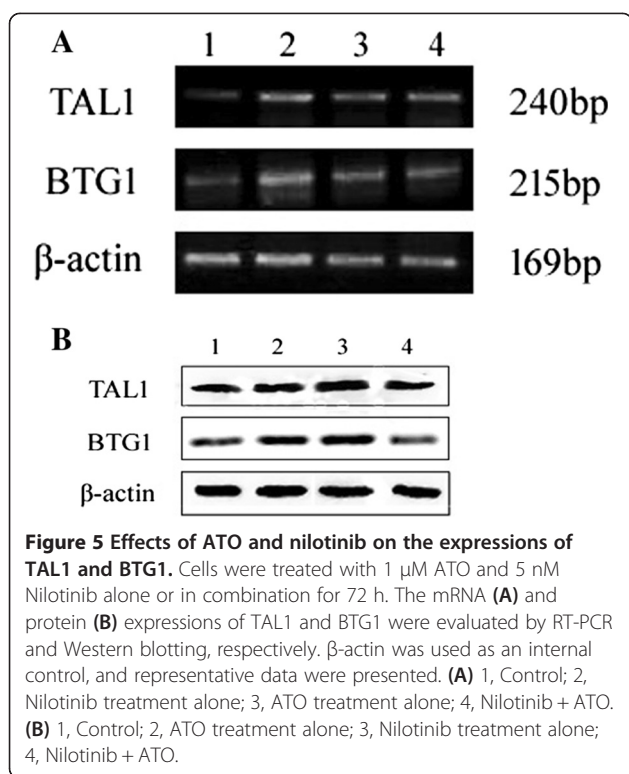 A
1 2 3 4
TAL1 240bp
BTG1 215bp
β-actin 169bp
B
1 2 3 4
TAL1
BTG1
β-actin
Figure 5 Effects of ATO and nilotinib on the expressions of
TAL1 and BTG1. Cells were treated with 1 μM ATO and 5 nM
Nilotinib alone or in combination for 72 h. The mRNA (A) and
protein (B) expressions of TAL1 and BTG1 were evaluated by RT-PCR
and Western blotting, respectively. β-actin was used as an internal
control, and representative data were presented. (A) 1, Control; 2,
Nilotinib treatment alone; 3, ATO treatment alone; 4, Nilotinib + ATO.
(B) 1, Control; 2, ATO treatment alone; 3, Nilotinib treatment alone;
4, Nilotinib + ATO.